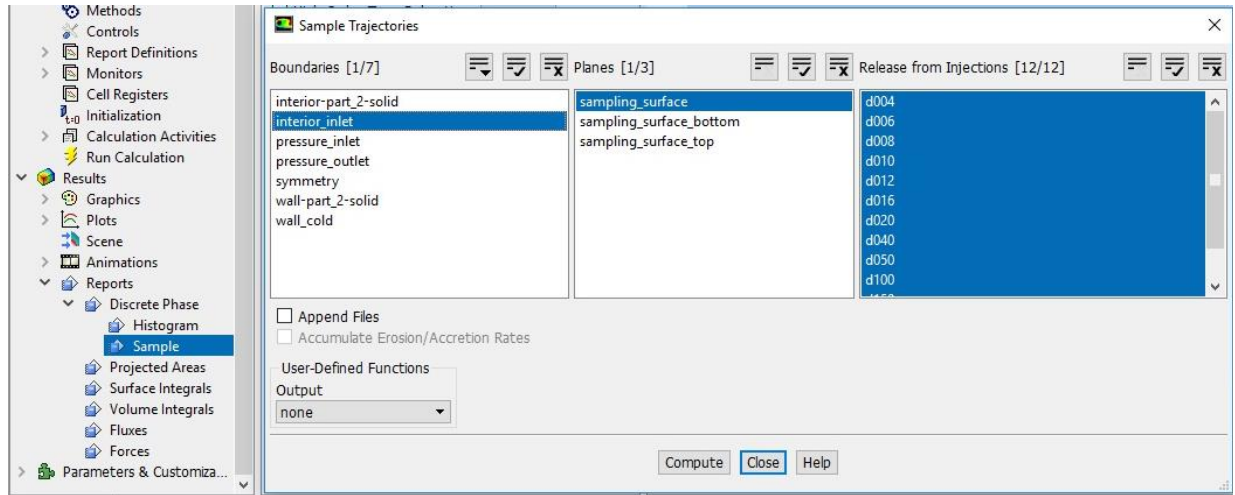 Methods
Controls
Report Definitions
Monitors
Cell Registers
t=0 Initialization
Calculation Activities
Run Calculation
Results
Graphics
Plots
Scene
Animations
Reports
Discrete Phase
Histogram
Sample
Projected Areas
Surface Integrals
Volume Integrals
Fluxes
Forces
Parameters & Customiza...
Sample Trajectories
Boundaries [1/7]
interior-part_2-solid
interior_inlet
pressure_inlet
pressure_outlet
symmetry
wall-part_2-solid
wall_cold
Planes [1/3]
sampling_surface
sampling_surface_bottom
sampling_surface_top
Release from Injections [12/12]
d004
d006
d008
d010
d012
d016
d020
d040
d050
d100
Append Files
Accumulate Erosion/Accretion Rates
User-Defined Functions
Output
none
Compute Close Help